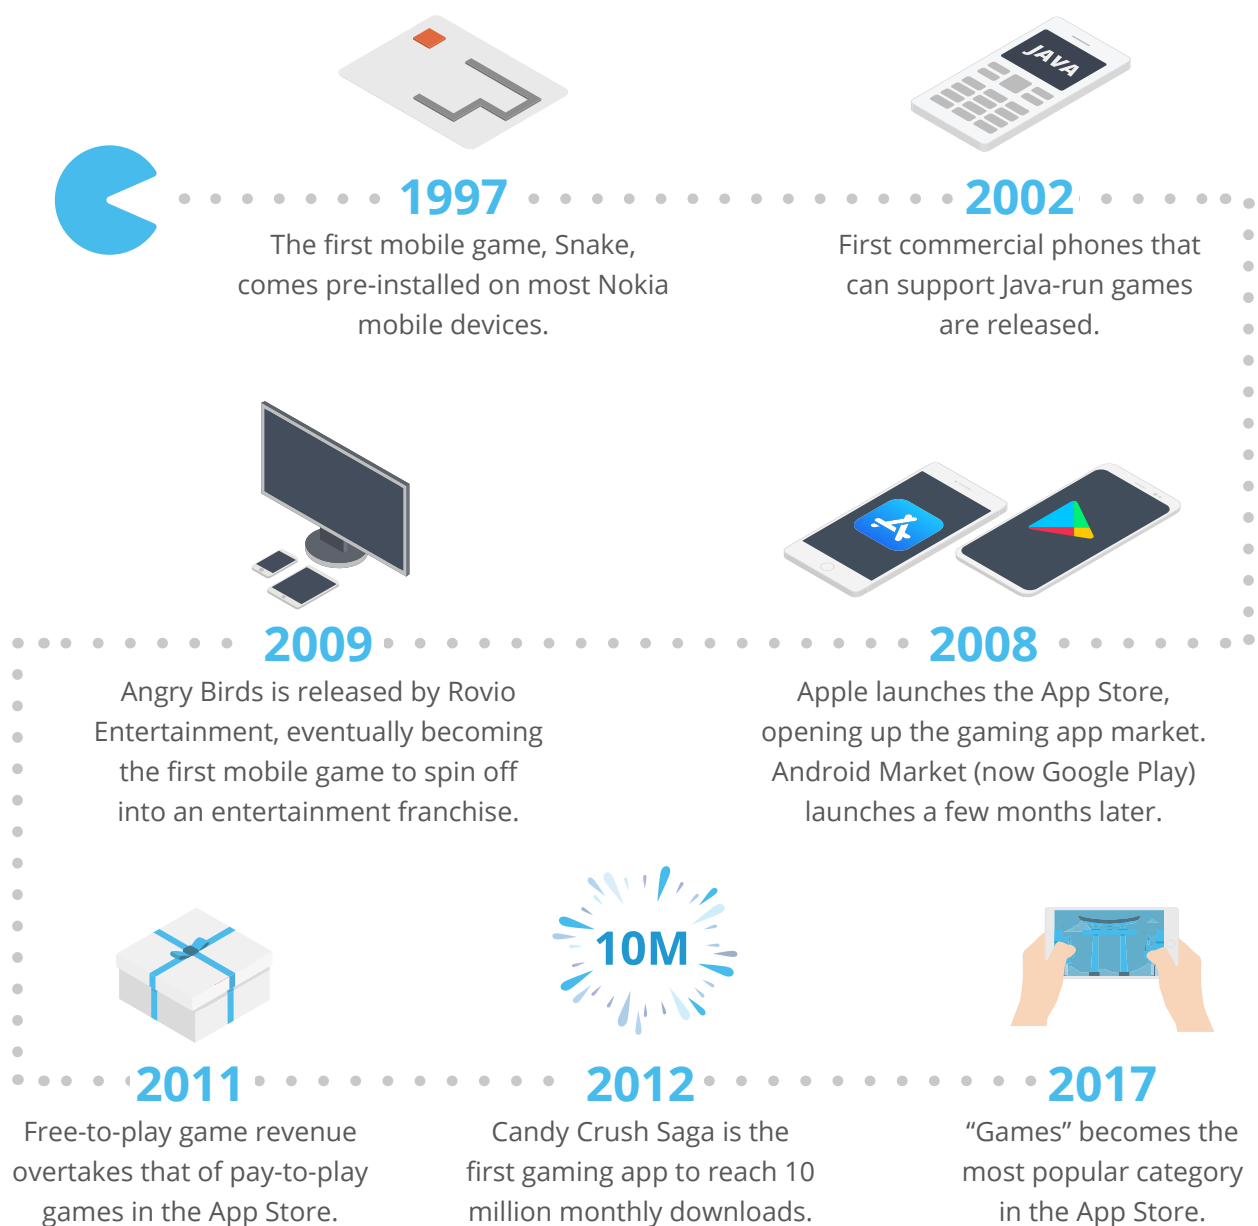 JAVA
1997
The first mobile game, Snake,
comes pre-installed on most Nokia
mobile devices.
2002
First commercial phones that
can support Java-run games
are released.
2008
Apple launches the App Store,
opening up the gaming app market.
Android Market (now Google Play)
launches a few months later.
2009
Angry Birds is released by Rovio
Entertainment, eventually becoming
the first mobile game to spin off
into an entertainment franchise.
2011
Free-to-play game revenue
overtakes that of pay-to-play
games in the App Store.
10M
2012
Candy Crush Saga is the
first gaming app to reach 10
million monthly downloads.
2017
“Games” becomes the
most popular category
in the App Store.